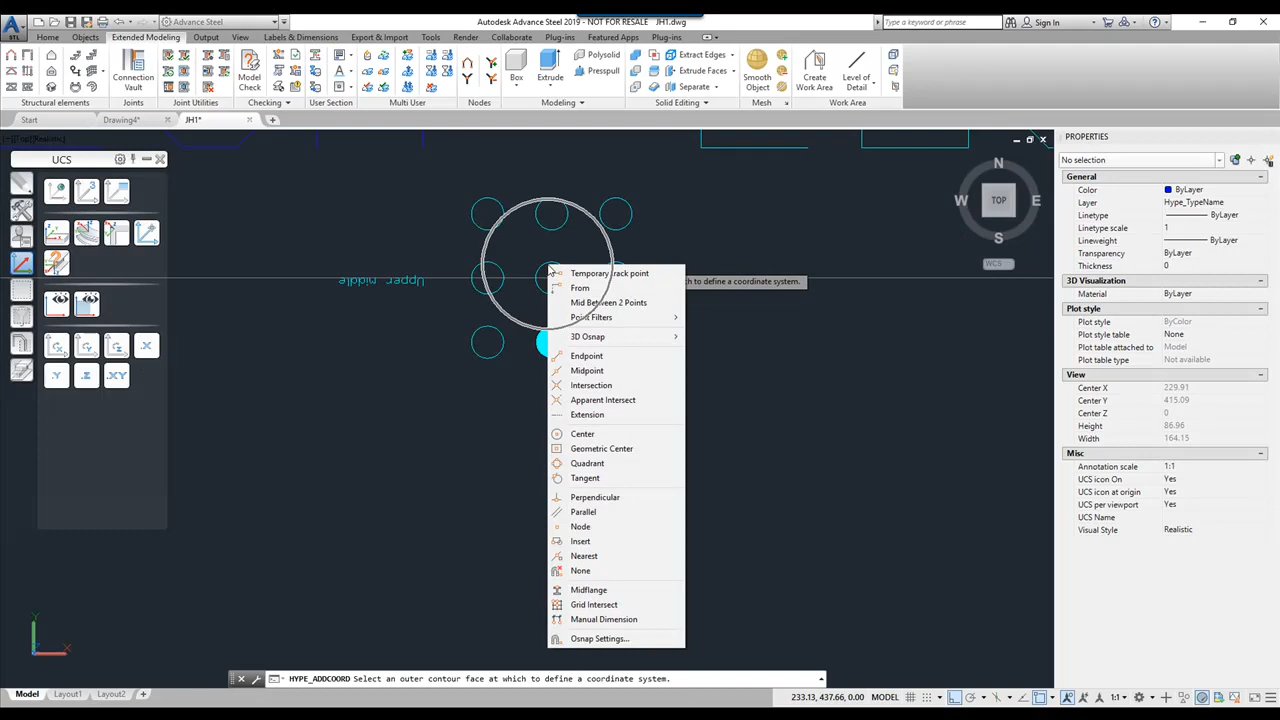 STL
Advance Steel
Autodesk Advance Steel 2019 - NOT FOR RESALE JH1.dwg
Type a keyword or phrase
Sign In
Home Objects Extended Modeling Output View Labels & Dimensions Export & Import Tools Render Collaborate Plug-ins Featured Apps Plug-ins
Connection Vault
Model Check
Box
Extrude
Polysolid
Presspull
Extract Edges
Extrude Faces
Separate
Smooth Object
Create Work Area
Level of Detail
Structural elements Joints Joint Utilities Checking User Section Multi User Nodes Modeling Solid Editing Mesh Work Area
Start Drawing4* JH1*
[Top][Realistic]
UCS
3
Upper middle
ch to define a coordinate system.
Temporary track point
From
Mid Between 2 Points
Point Filters
3D Osnap
Endpoint
Midpoint
Intersection
Apparent Intersect
Extension
Center
Geometric Center
Quadrant
Tangent
Perpendicular
Parallel
Node
Insert
Nearest
None
Midflange
Grid Intersect
Manual Dimension
Osnap Settings...
.X
.Y .Z .XY
N
W TOP E
S
WCS
Y
X
PROPERTIES
No selection
General
Color ByLayer
Layer Hype_TypeName
Linetype ByLayer
Linetype scale 1
Lineweight ByLayer
Transparency ByLayer
Thickness 0
3D Visualization
Material ByLayer
Plot style
Plot style ByColor
Plot style table None
Plot table attached to Model
Plot table type Not available
View
Center X 229.91
Center Y 415.09
Center Z 0
Height 86.96
Width 164.15
Misc
Annotation scale 1:1
UCS icon On Yes
UCS icon at origin Yes
UCS per viewport Yes
UCS Name
Visual Style Realistic
HYPE_ADDCOORD Select an outer contour face at which to define a coordinate system.
Model Layout1 Layout2
233.13, 437.66, 0.00 MODEL
1:1